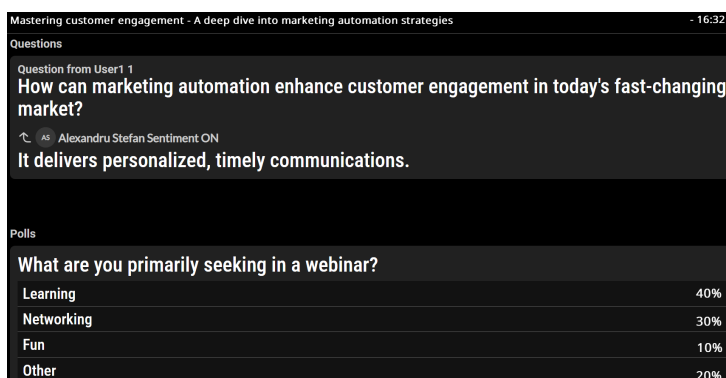 Mastering customer engagement - A deep dive into marketing automation strategies - 16:32
Questions
Question from User1 1
How can marketing automation enhance customer engagement in today's fast-changing
market?
AS Alexandru Stefan Sentiment ON
It delivers personalized, timely communications.
Polls
What are you primarily seeking in a webinar?
Learning 40%
Networking 30%
Fun 10%
Other 20%